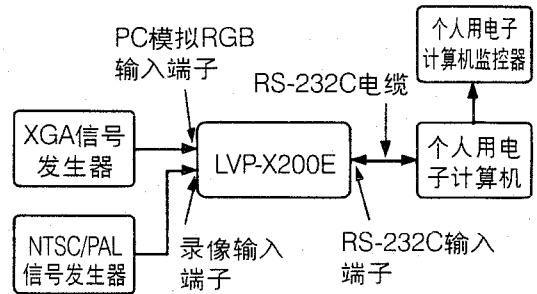 PC模拟RGB
输入端子
个人用电子
计算机监控器
RS-232C电缆
XGA信号
发生器
LVP-X200E
个人用电
子计算机
NTSC/PAL
信号发生器
录像输入
端子
RS-232C输入
端子